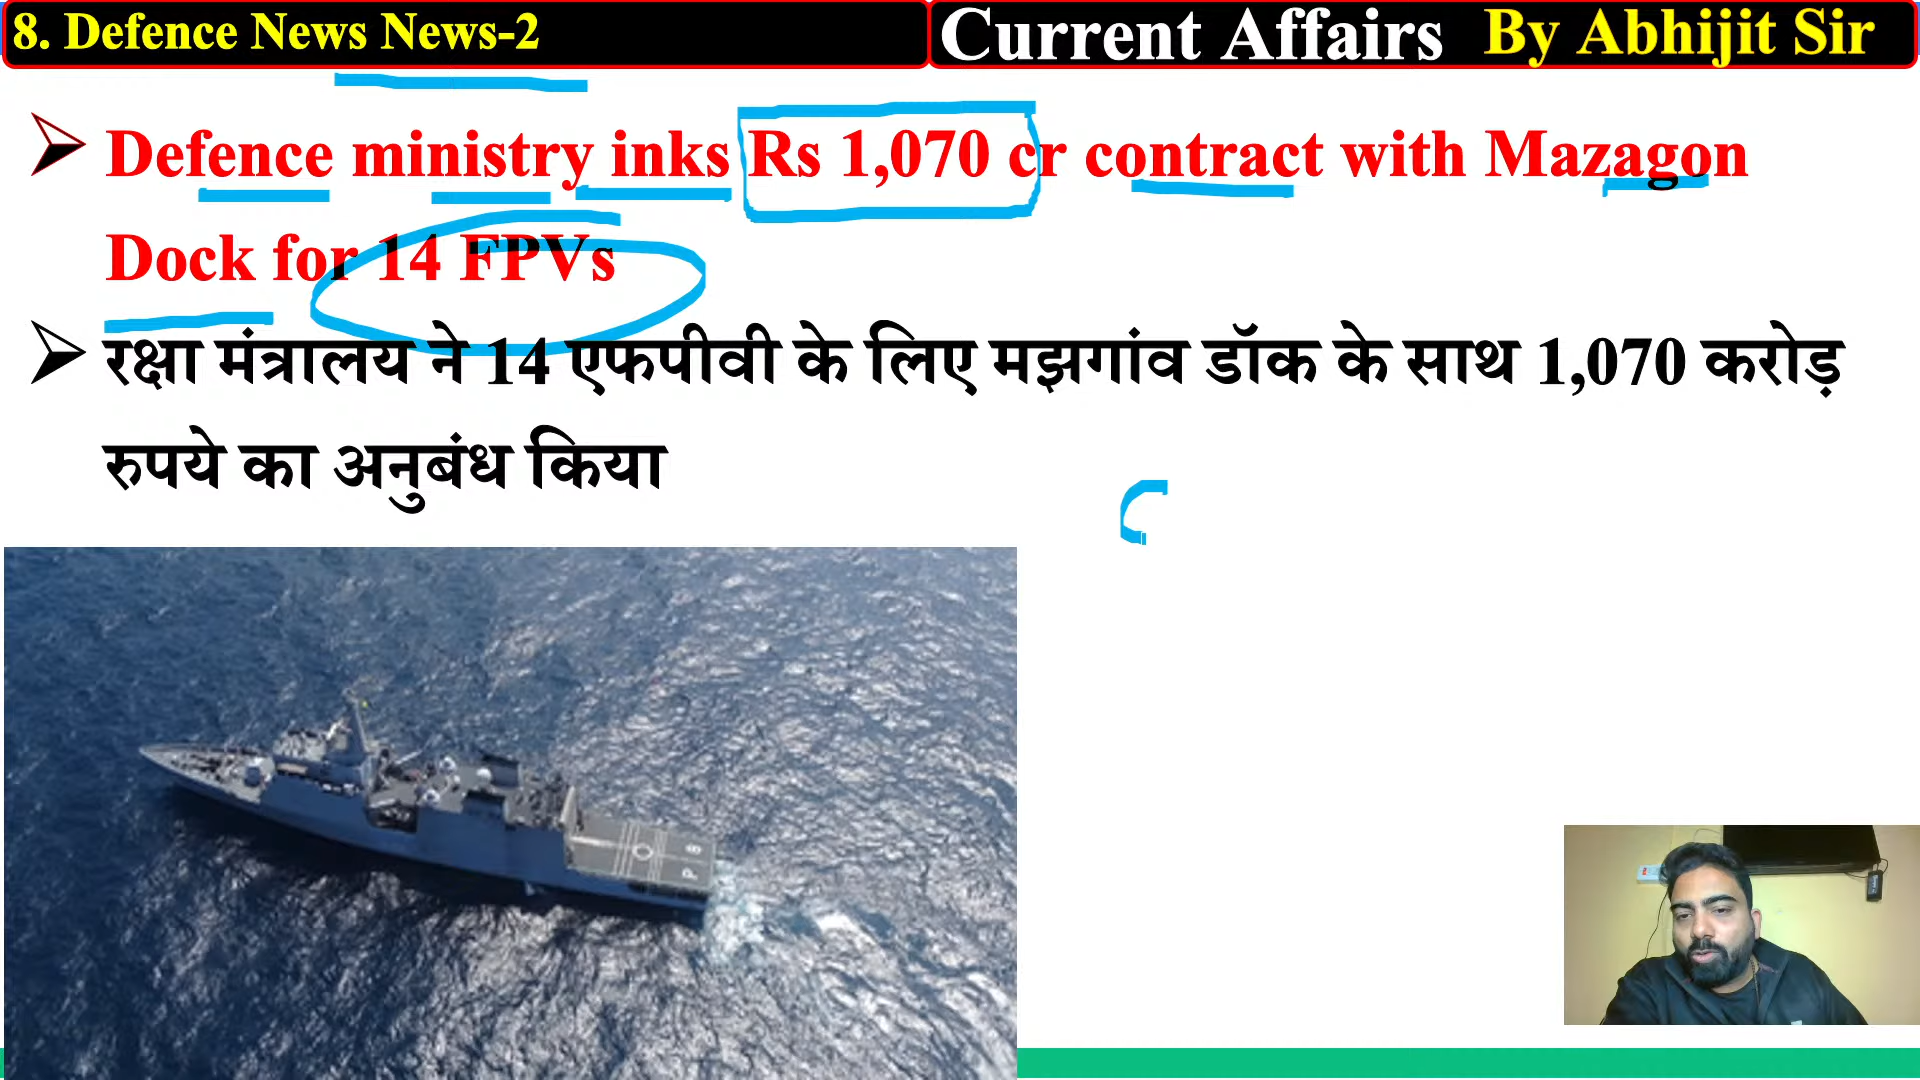 8. Defence News News-2
Current Affairs By Abhijit Sir
Defence ministry inks Rs 1,070 cr contract with Mazagon
Dock for 14 FPVs
रक्षा मंत्रालय ने 14 एफपीवी के लिए मझगांव डॉक के साथ 1,070 करोड़
रुपये का अनुबंध किया
P 8